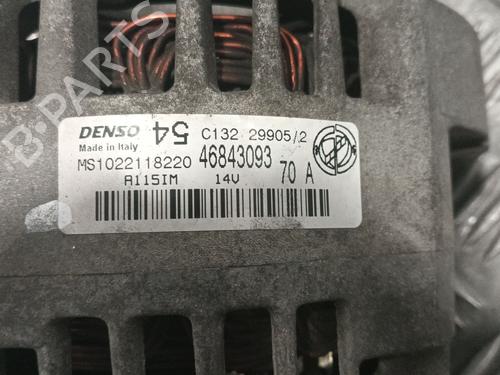 DENSO 54 C132 29905/2
Made in Italy
MS1022118220 46843093 70 A
A115IM 14V
B-PARTS